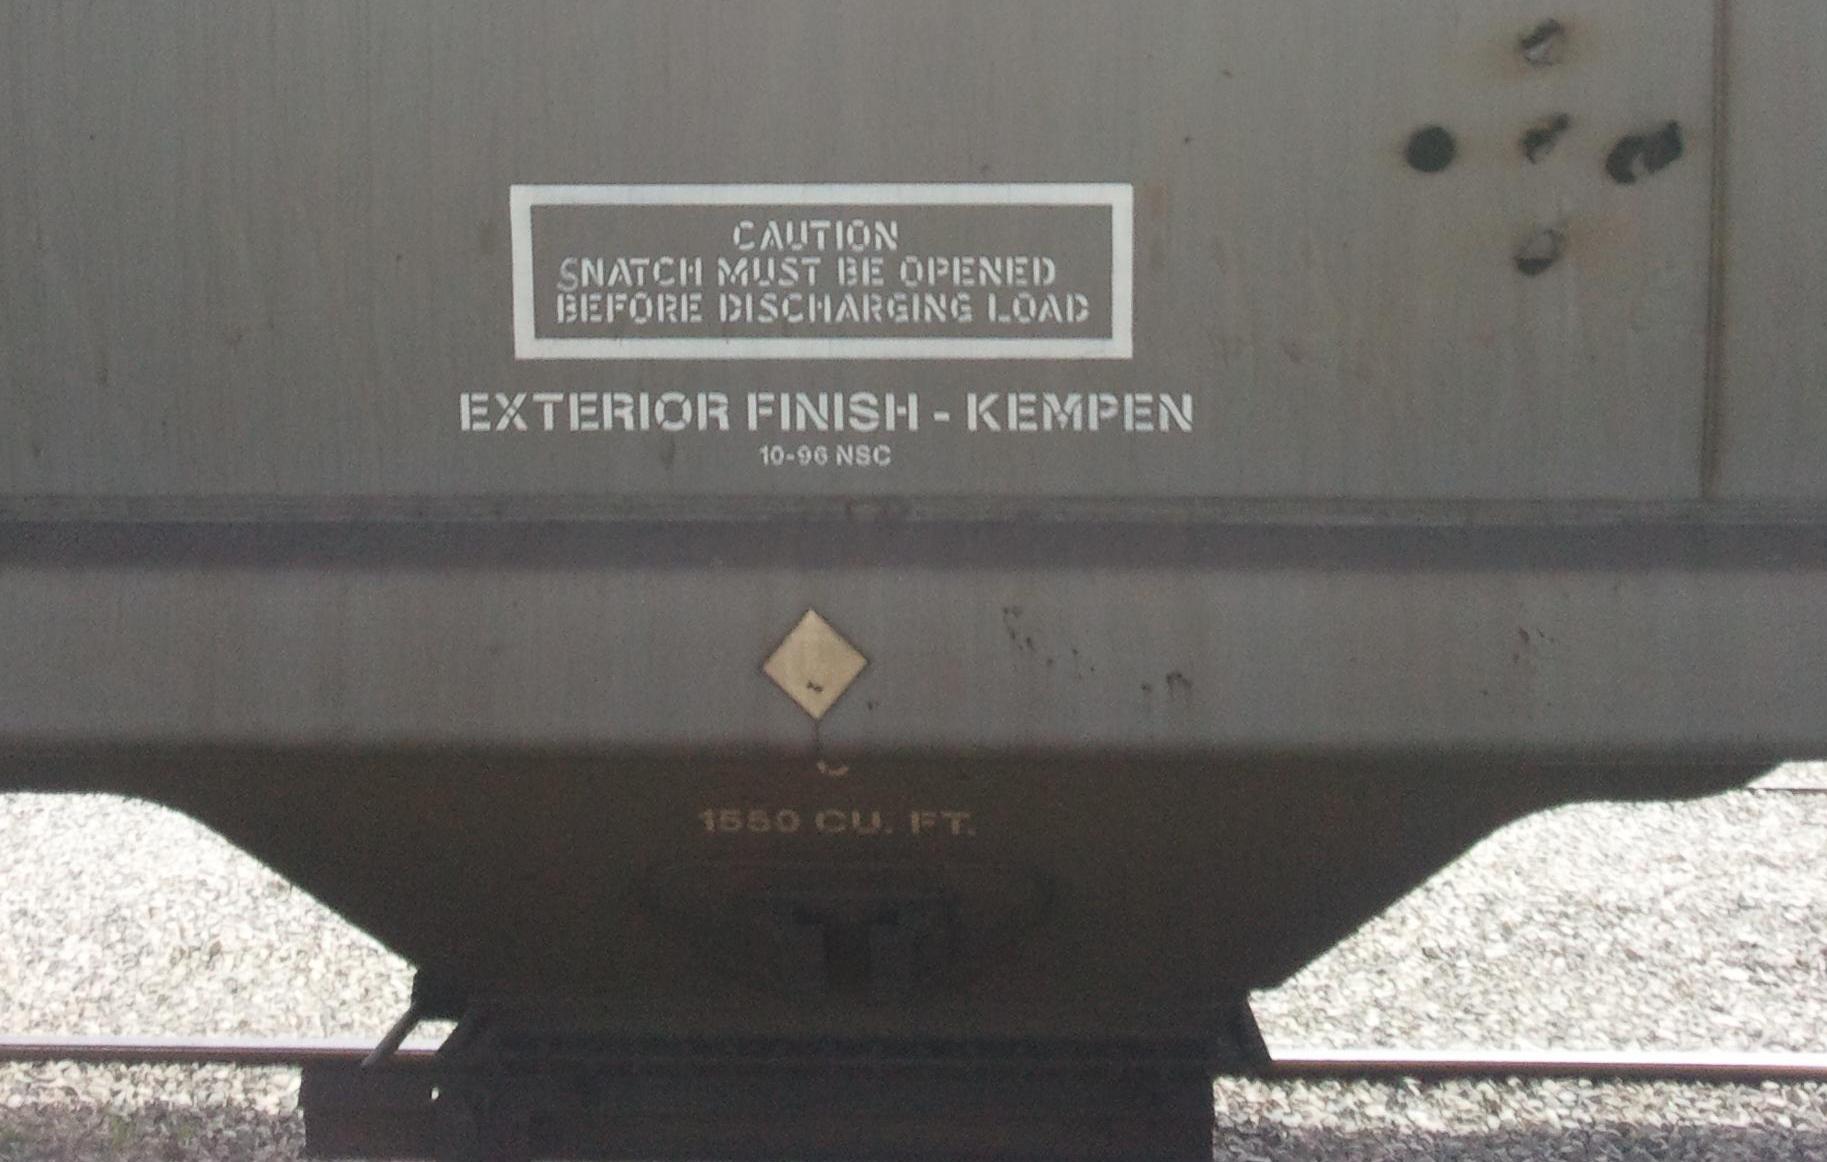 CAUTION
SNATCH MUST BE OPENED
BEFORE DISCHARGING LOAD
EXTERIOR FINISH - KEMPEN
10-96 NSC
1550 CU. FT.